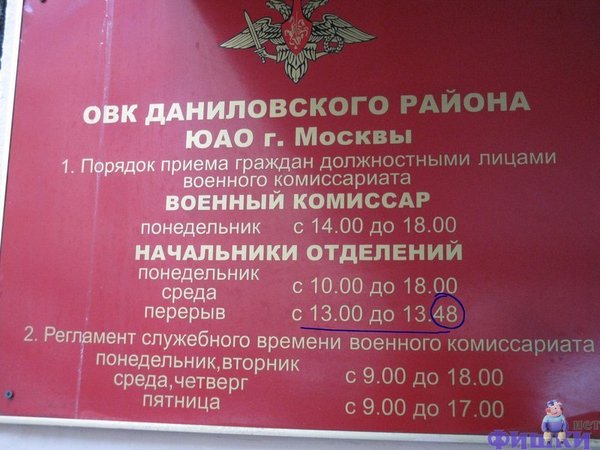 ОВК ДАНИЛОВСКОГО РАЙОНА
ЮАО г. Москвы
1. Порядок приема граждан должностными лицами
военного комиссариата
ВОЕННЫЙ КОМИССАР
понедельник с 14.00 до 18.00
НАЧАЛЬНИКИ ОТДЕЛЕНИЙ
понедельник
среда с 10.00 до 18.00
перерыв с 13.00 до 13.48
2. Регламент служебного времени военного комиссариата
понедельник,вторник
среда,четверг с 9.00 до 18.00
пятница с 9.00 до 17.00
фишки.нет